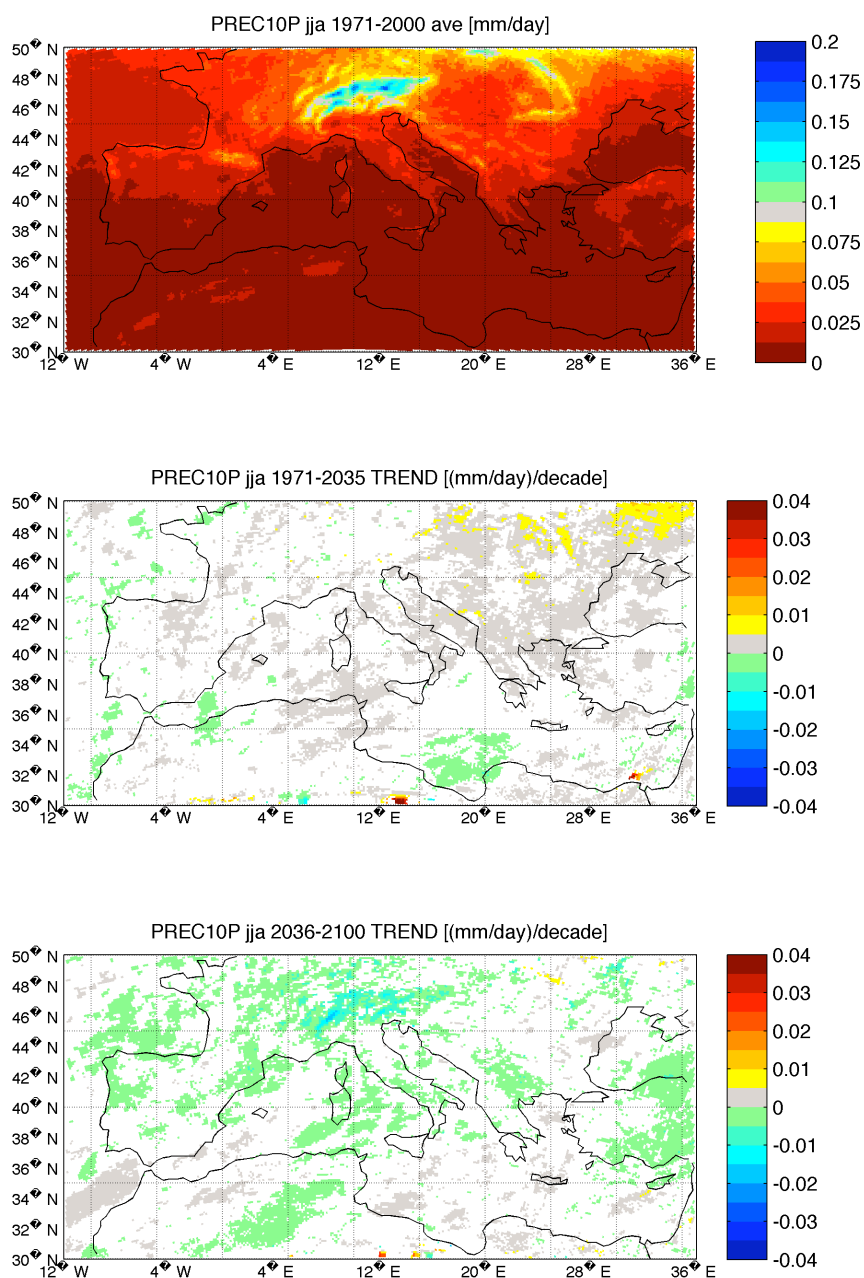 PREC10P jja 1971-2000 ave [mm/day]
50� N
48� N
46� N
44� N
42� N
40� N
38� N
36� N
34� N
32� N
30� N
12� W
4� W
4� E
12� E
20� E
28� E
36� E
0.2
0.175
0.15
0.125
0.1
0.075
0.05
0.025
0
PREC10P jja 1971-2035 TREND [(mm/day)/decade]
50� N
48� N
46� N
44� N
42� N
40� N
38� N
36� N
34� N
32� N
30� N
12� W
4� W
4� E
12� E
20� E
28� E
36� E
0.04
0.03
0.02
0.01
0
-0.01
-0.02
-0.03
-0.04
PREC10P jja 2036-2100 TREND [(mm/day)/decade]
50� N
48� N
46� N
44� N
42� N
40� N
38� N
36� N
34� N
32� N
30� N
12� W
4� W
4� E
12� E
20� E
28� E
36� E
0.04
0.03
0.02
0.01
0
-0.01
-0.02
-0.03
-0.04